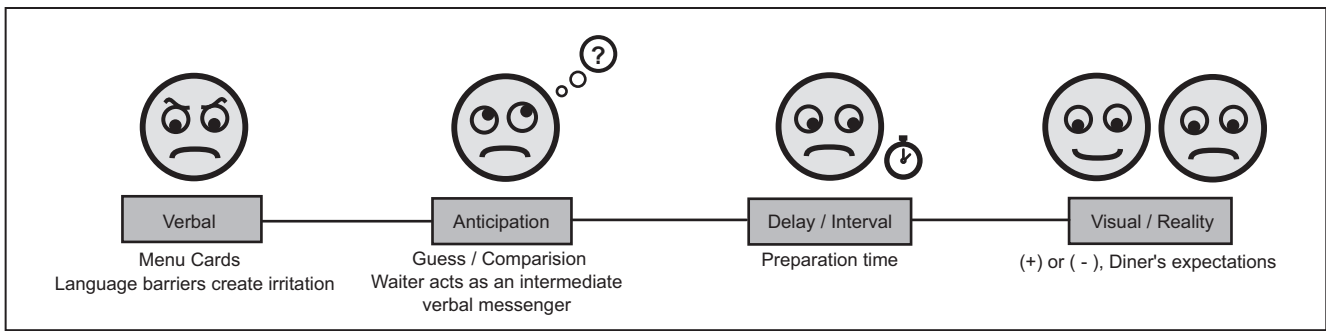 ?
Verbal
Anticipation
Delay / Interval
Visual / Reality
Menu Cards
Language barriers create irritation
Guess / Comparision
Waiter acts as an intermediate
verbal messenger
Preparation time
(+) or ( - ), Diner's expectations